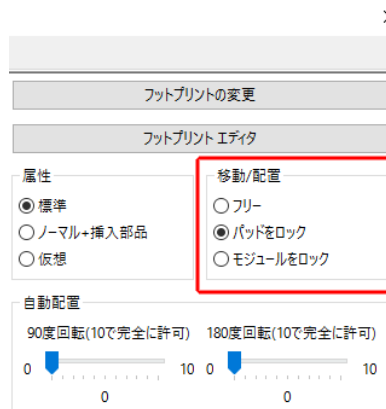 フットプリントの変更
フットプリント エディタ
属性
標準
ノーマル+挿入部品
仮想
移動/配置
フリー
パッドをロック
モジュールをロック
自動配置
90度回転(10で完全に許可) 180度回転(10で完全に許可)
0 10 0 10
0 0